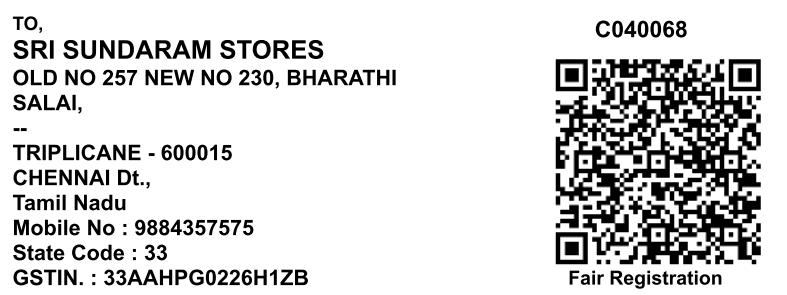 TO,
SRI SUNDARAM STORES
OLD NO 257 NEW NO 230, BHARATHI
SALAI,
--
TRIPLICANE - 600015
CHENNAI Dt.,
Tamil Nadu
Mobile No : 9884357575
State Code : 33
GSTIN. : 33AAHPG0226H1ZB
C040068
Fair Registration